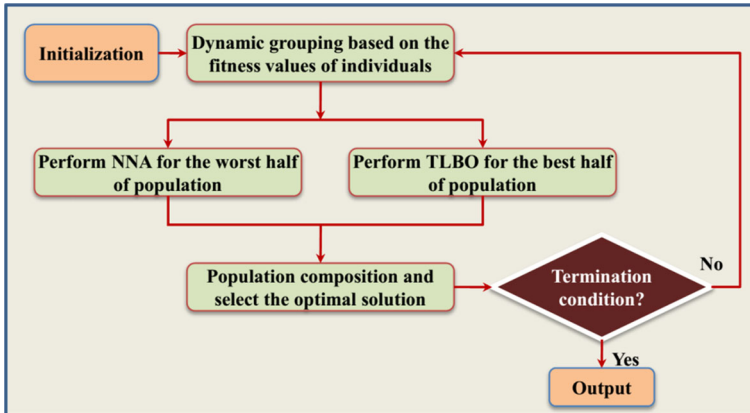 Initialization
Dynamic grouping based on the
fitness values of individuals
Perform NNA for the worst half
of population
Perform TLBO for the best half
of population
Population composition and
select the optimal solution
Termination
condition?
No
Yes
Output